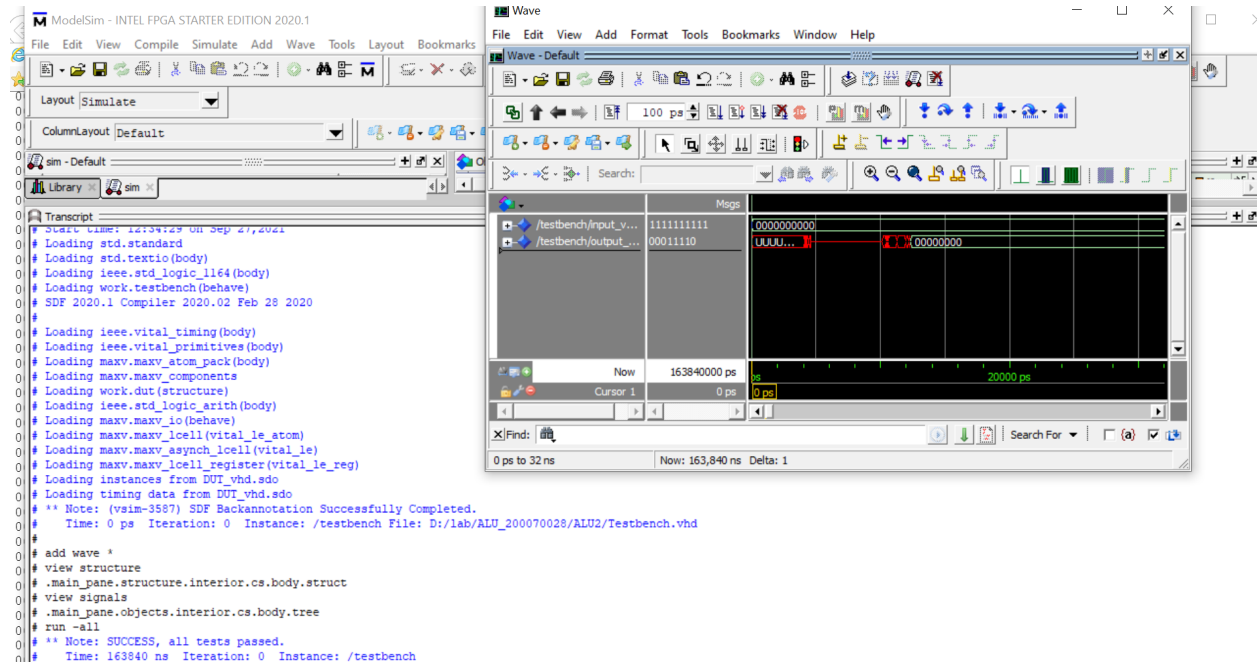 ModelSim - INTEL FPGA STARTER EDITION 2020.1
File Edit View Compile Simulate Add Wave Tools Layout Bookmarks
Layout Simulate
ColumnLayout Default
sim - Default
Library sim
Transcript
# Start time: 12:34:29 on Sep 27,2021
# Loading std.standard
# Loading std.textio(body)
# Loading ieee.std_logic_1164(body)
# Loading work.testbench(behave)
# SDF 2020.1 Compiler 2020.02 Feb 28 2020
#
# Loading ieee.vital_timing(body)
# Loading ieee.vital_primitives(body)
# Loading maxv.maxv_atom_pack(body)
# Loading maxv.maxv_components
# Loading work.dut(structure)
# Loading ieee.std_logic_arith(body)
# Loading maxv.maxv_io(behave)
# Loading maxv.maxv_lcell(vital_le_atom)
# Loading maxv.maxv_asynch_lcell(vital_le)
# Loading maxv.maxv_lcell_register(vital_le_reg)
# Loading instances from DUT_vhd.sdo
# Loading timing data from DUT_vhd.sdo
# ** Note: (vsim-3587) SDF Backannotation Successfully Completed.
# Time: 0 ps Iteration: 0 Instance: /testbench File: D:/lab/ALU_200070028/ALU2/Testbench.vhd
#
# add wave *
# view structure
# .main_pane.structure.interior.cs.body.struct
# view signals
# .main_pane.objects.interior.cs.body.tree
# run -all
# ** Note: SUCCESS, all tests passed.
# Time: 163840 ns Iteration: 0 Instance: /testbench
Wave
File Edit View Add Format Tools Bookmarks Window Help
Wave - Default
100 ps
Search:
Msgs
/testbench/input_v... 1111111111 0000000000
/testbench/output_... 00011110 UUUU... 00000000
Now 163840000 ps ps 20000 ps
Cursor 1 0 ps 0 ps
Find: Search For {a}
0 ps to 32 ns Now: 163,840 ns Delta: 1